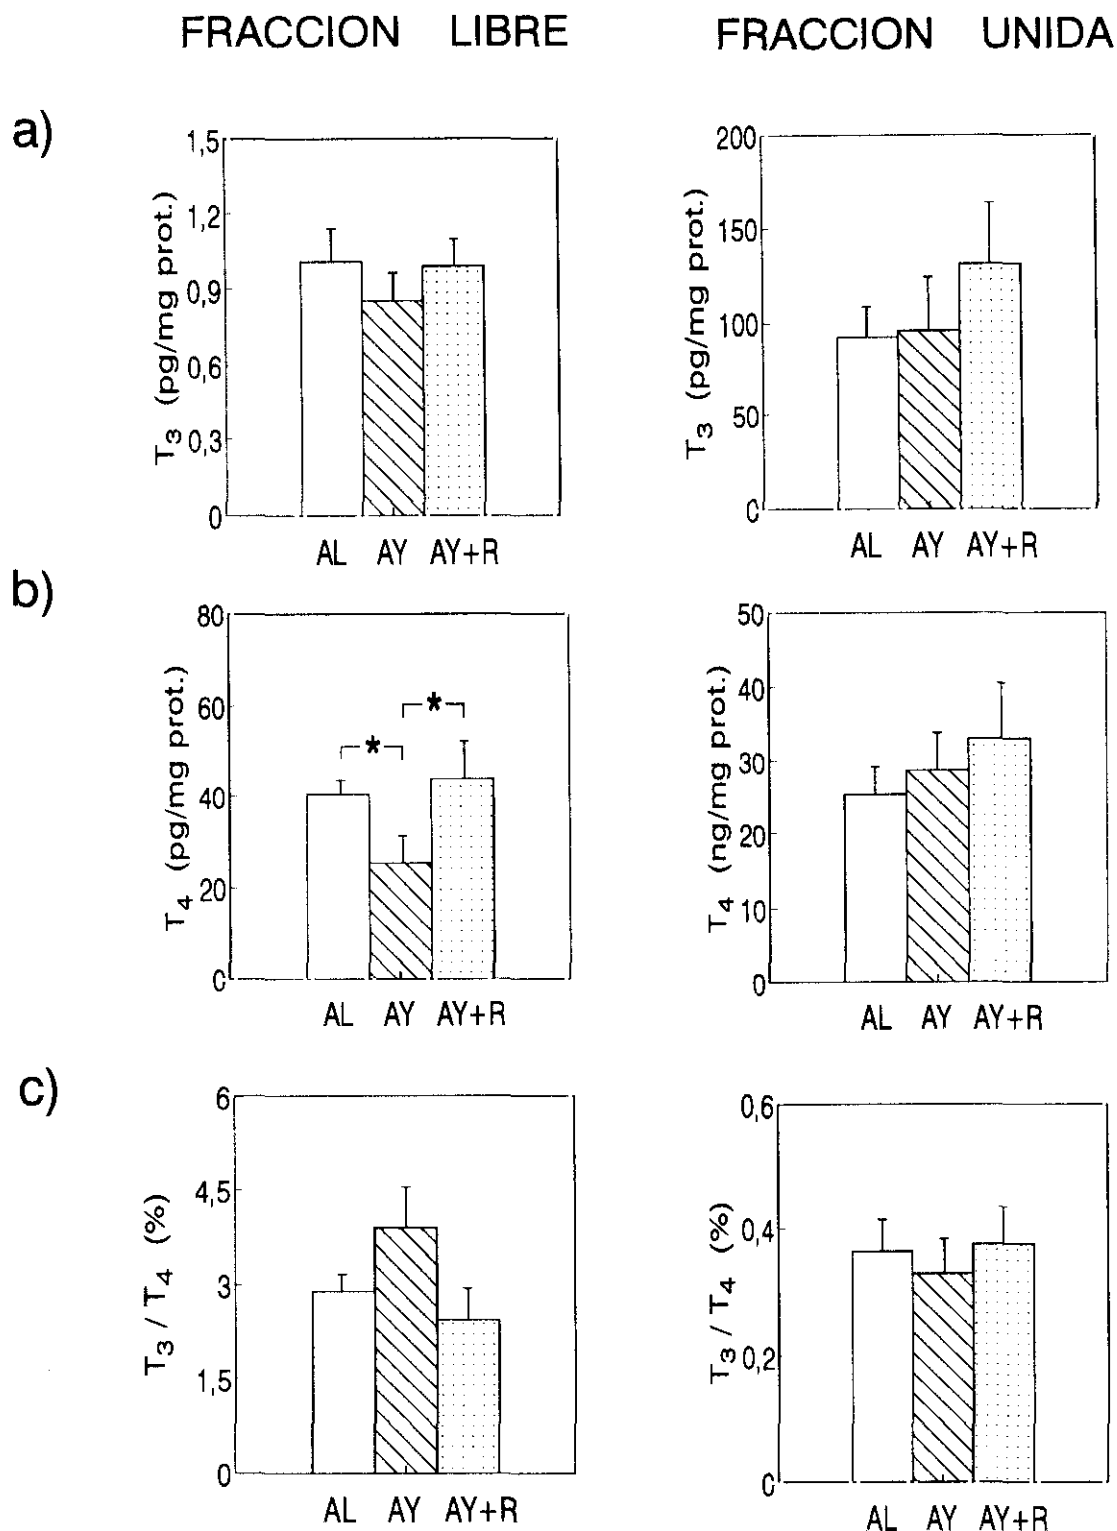 FRACCION LIBRE
FRACCION UNIDA
a)
T3 (pg/mg prot.)
1,5
1,2
0,9
0,6
0,3
0
AL AY AY+R
T3 (pg/mg prot.)
200
150
100
50
0
AL AY AY+R
b)
T4 (pg/mg prot.)
80
60
40
20
0
*
*
AL AY AY+R
T4 (ng/mg prot.)
50
40
30
20
10
0
AL AY AY+R
c)
T3 / T4 (%)
6
4,5
3
1,5
0
AL AY AY+R
T3 / T4 (%)
0,6
0,4
0,2
0
AL AY AY+R